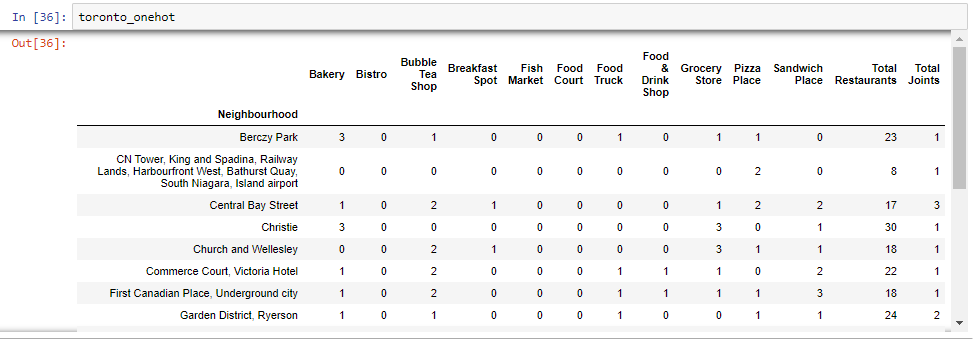 In [36]: toronto_onehot
Out[36]:
Bakery Bistro Bubble Tea Shop Breakfast Spot Fish Market Food Court Food Truck Food & Drink Shop Grocery Store Pizza Place Sandwich Place Total Restaurants Total Joints
Neighbourhood
Berczy Park 3 0 1 0 0 0 1 0 1 1 0 23 1
CN Tower, King and Spadina, Railway
Lands, Harbourfront West, Bathurst Quay,
South Niagara, Island airport 0 0 0 0 0 0 0 0 0 2 0 8 1
Central Bay Street 1 0 2 1 0 0 0 0 1 2 2 17 3
Christie 3 0 0 0 0 0 0 0 3 0 1 30 1
Church and Wellesley 0 0 2 1 0 0 0 0 3 1 1 18 1
Commerce Court, Victoria Hotel 1 0 2 0 0 0 1 1 1 0 2 22 1
First Canadian Place, Underground city 1 0 2 0 0 0 1 1 1 1 3 18 1
Garden District, Ryerson 1 0 1 0 0 0 1 0 0 1 1 24 2